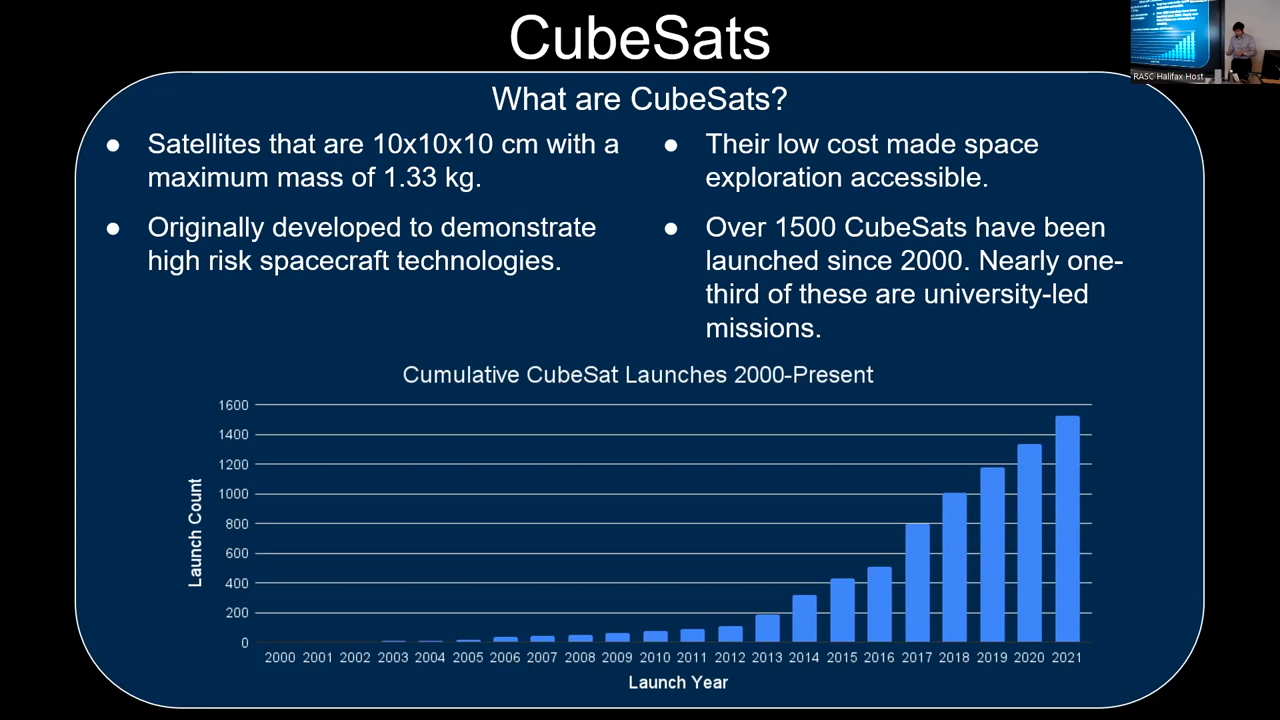 CubeSats
RASC Halifax Host
What are CubeSats?
● Satellites that are 10x10x10 cm with a
maximum mass of 1.33 kg.
● Originally developed to demonstrate
high risk spacecraft technologies.
● Their low cost made space
exploration accessible.
● Over 1500 CubeSats have been
launched since 2000. Nearly one-
third of these are university-led
missions.
Cumulative CubeSat Launches 2000-Present
Launch Count
1600
1400
1200
1000
800
600
400
200
0
2000 2001 2002 2003 2004 2005 2006 2007 2008 2009 2010 2011 2012 2013 2014 2015 2016 2017 2018 2019 2020 2021
Launch Year